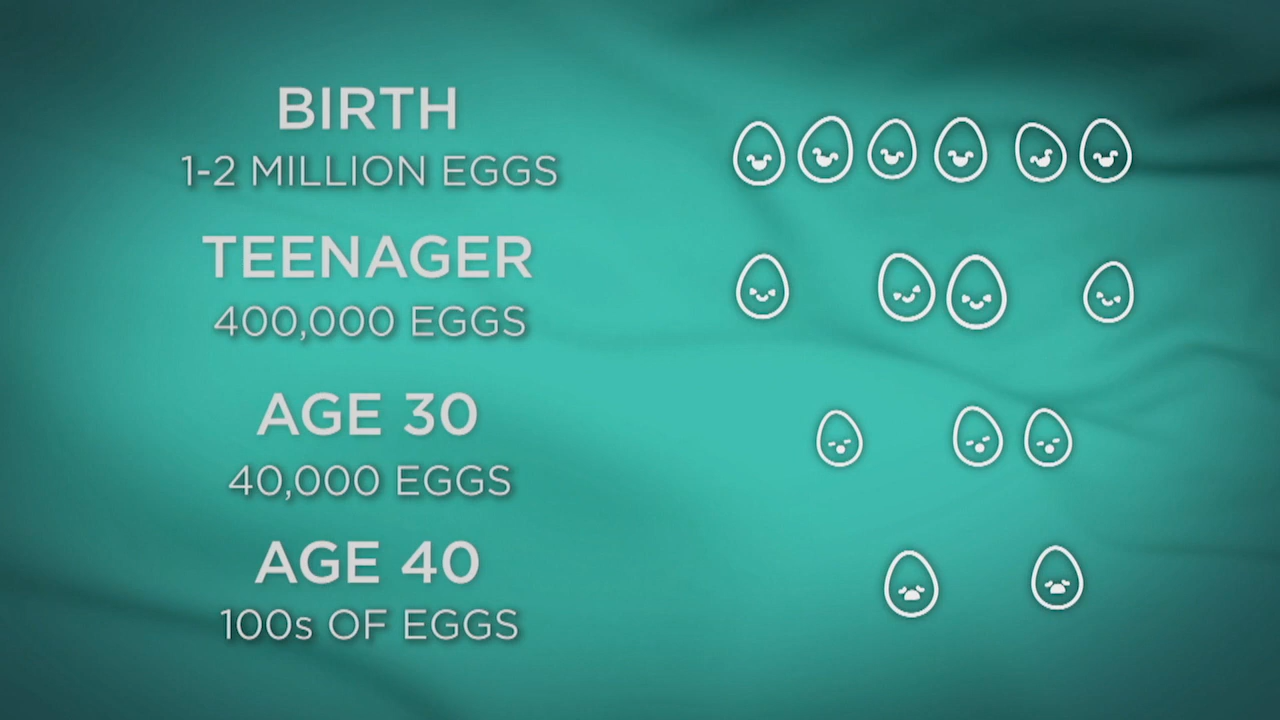 BIRTH
1-2 MILLION EGGS
TEENAGER
400,000 EGGS
AGE 30
40,000 EGGS
AGE 40
100s OF EGGS